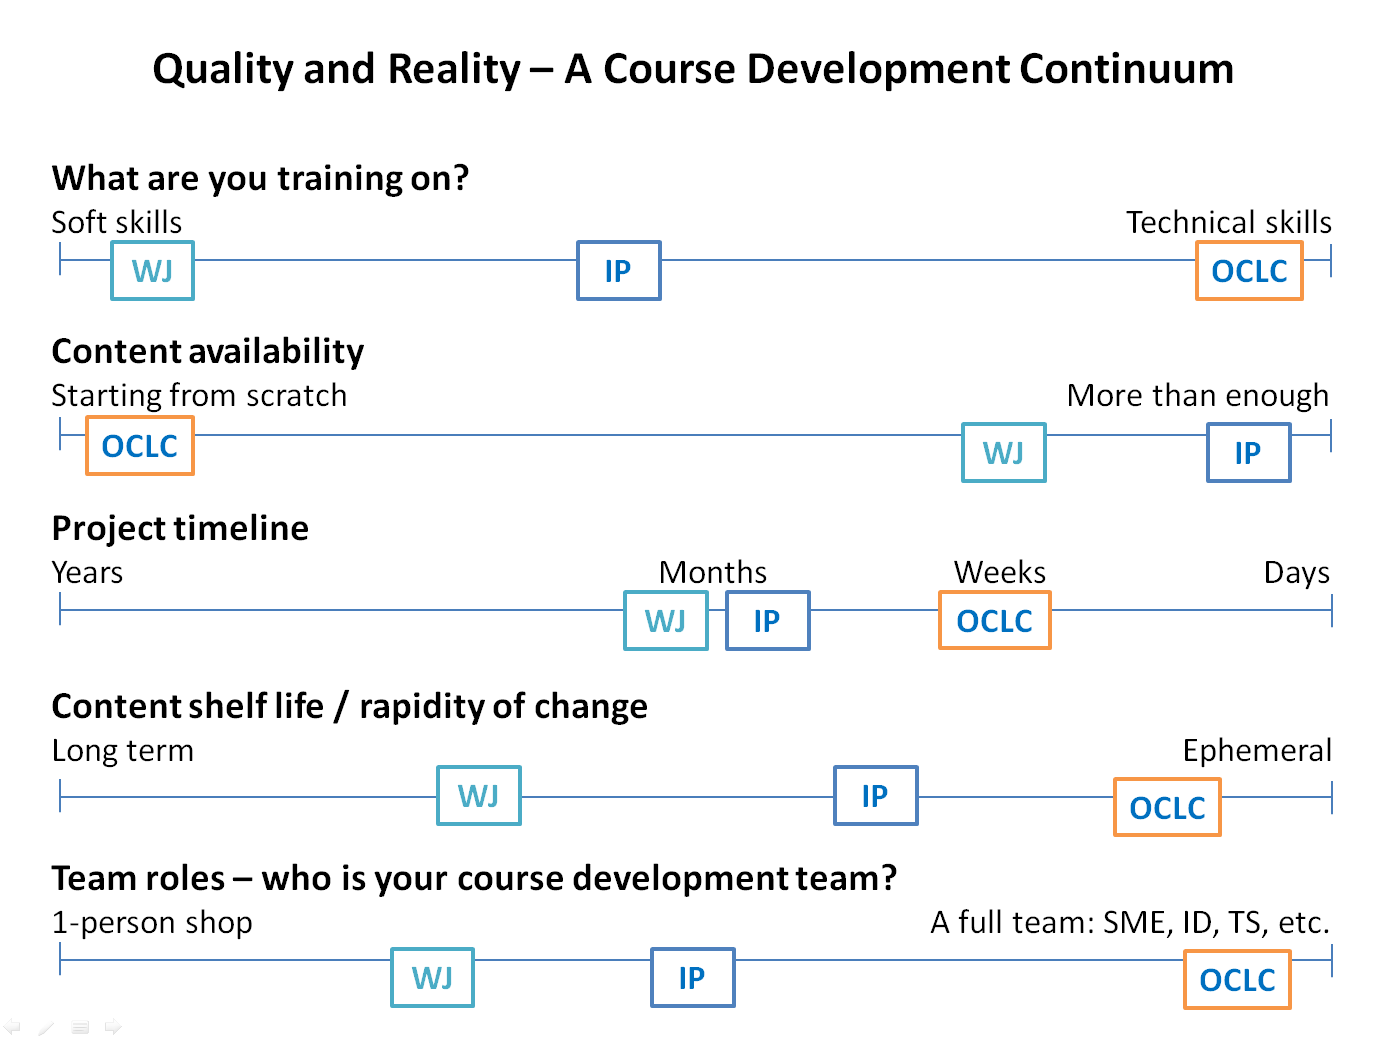 Quality and Reality – A Course Development Continuum
What are you training on?
Soft skills Technical skills
WJ IP OCLC
Content availability
Starting from scratch More than enough
OCLC WJ IP
Project timeline
Years Months Weeks Days
WJ IP OCLC
Content shelf life / rapidity of change
Long term Ephemeral
WJ IP OCLC
Team roles – who is your course development team?
1-person shop A full team: SME, ID, TS, etc.
WJ IP OCLC